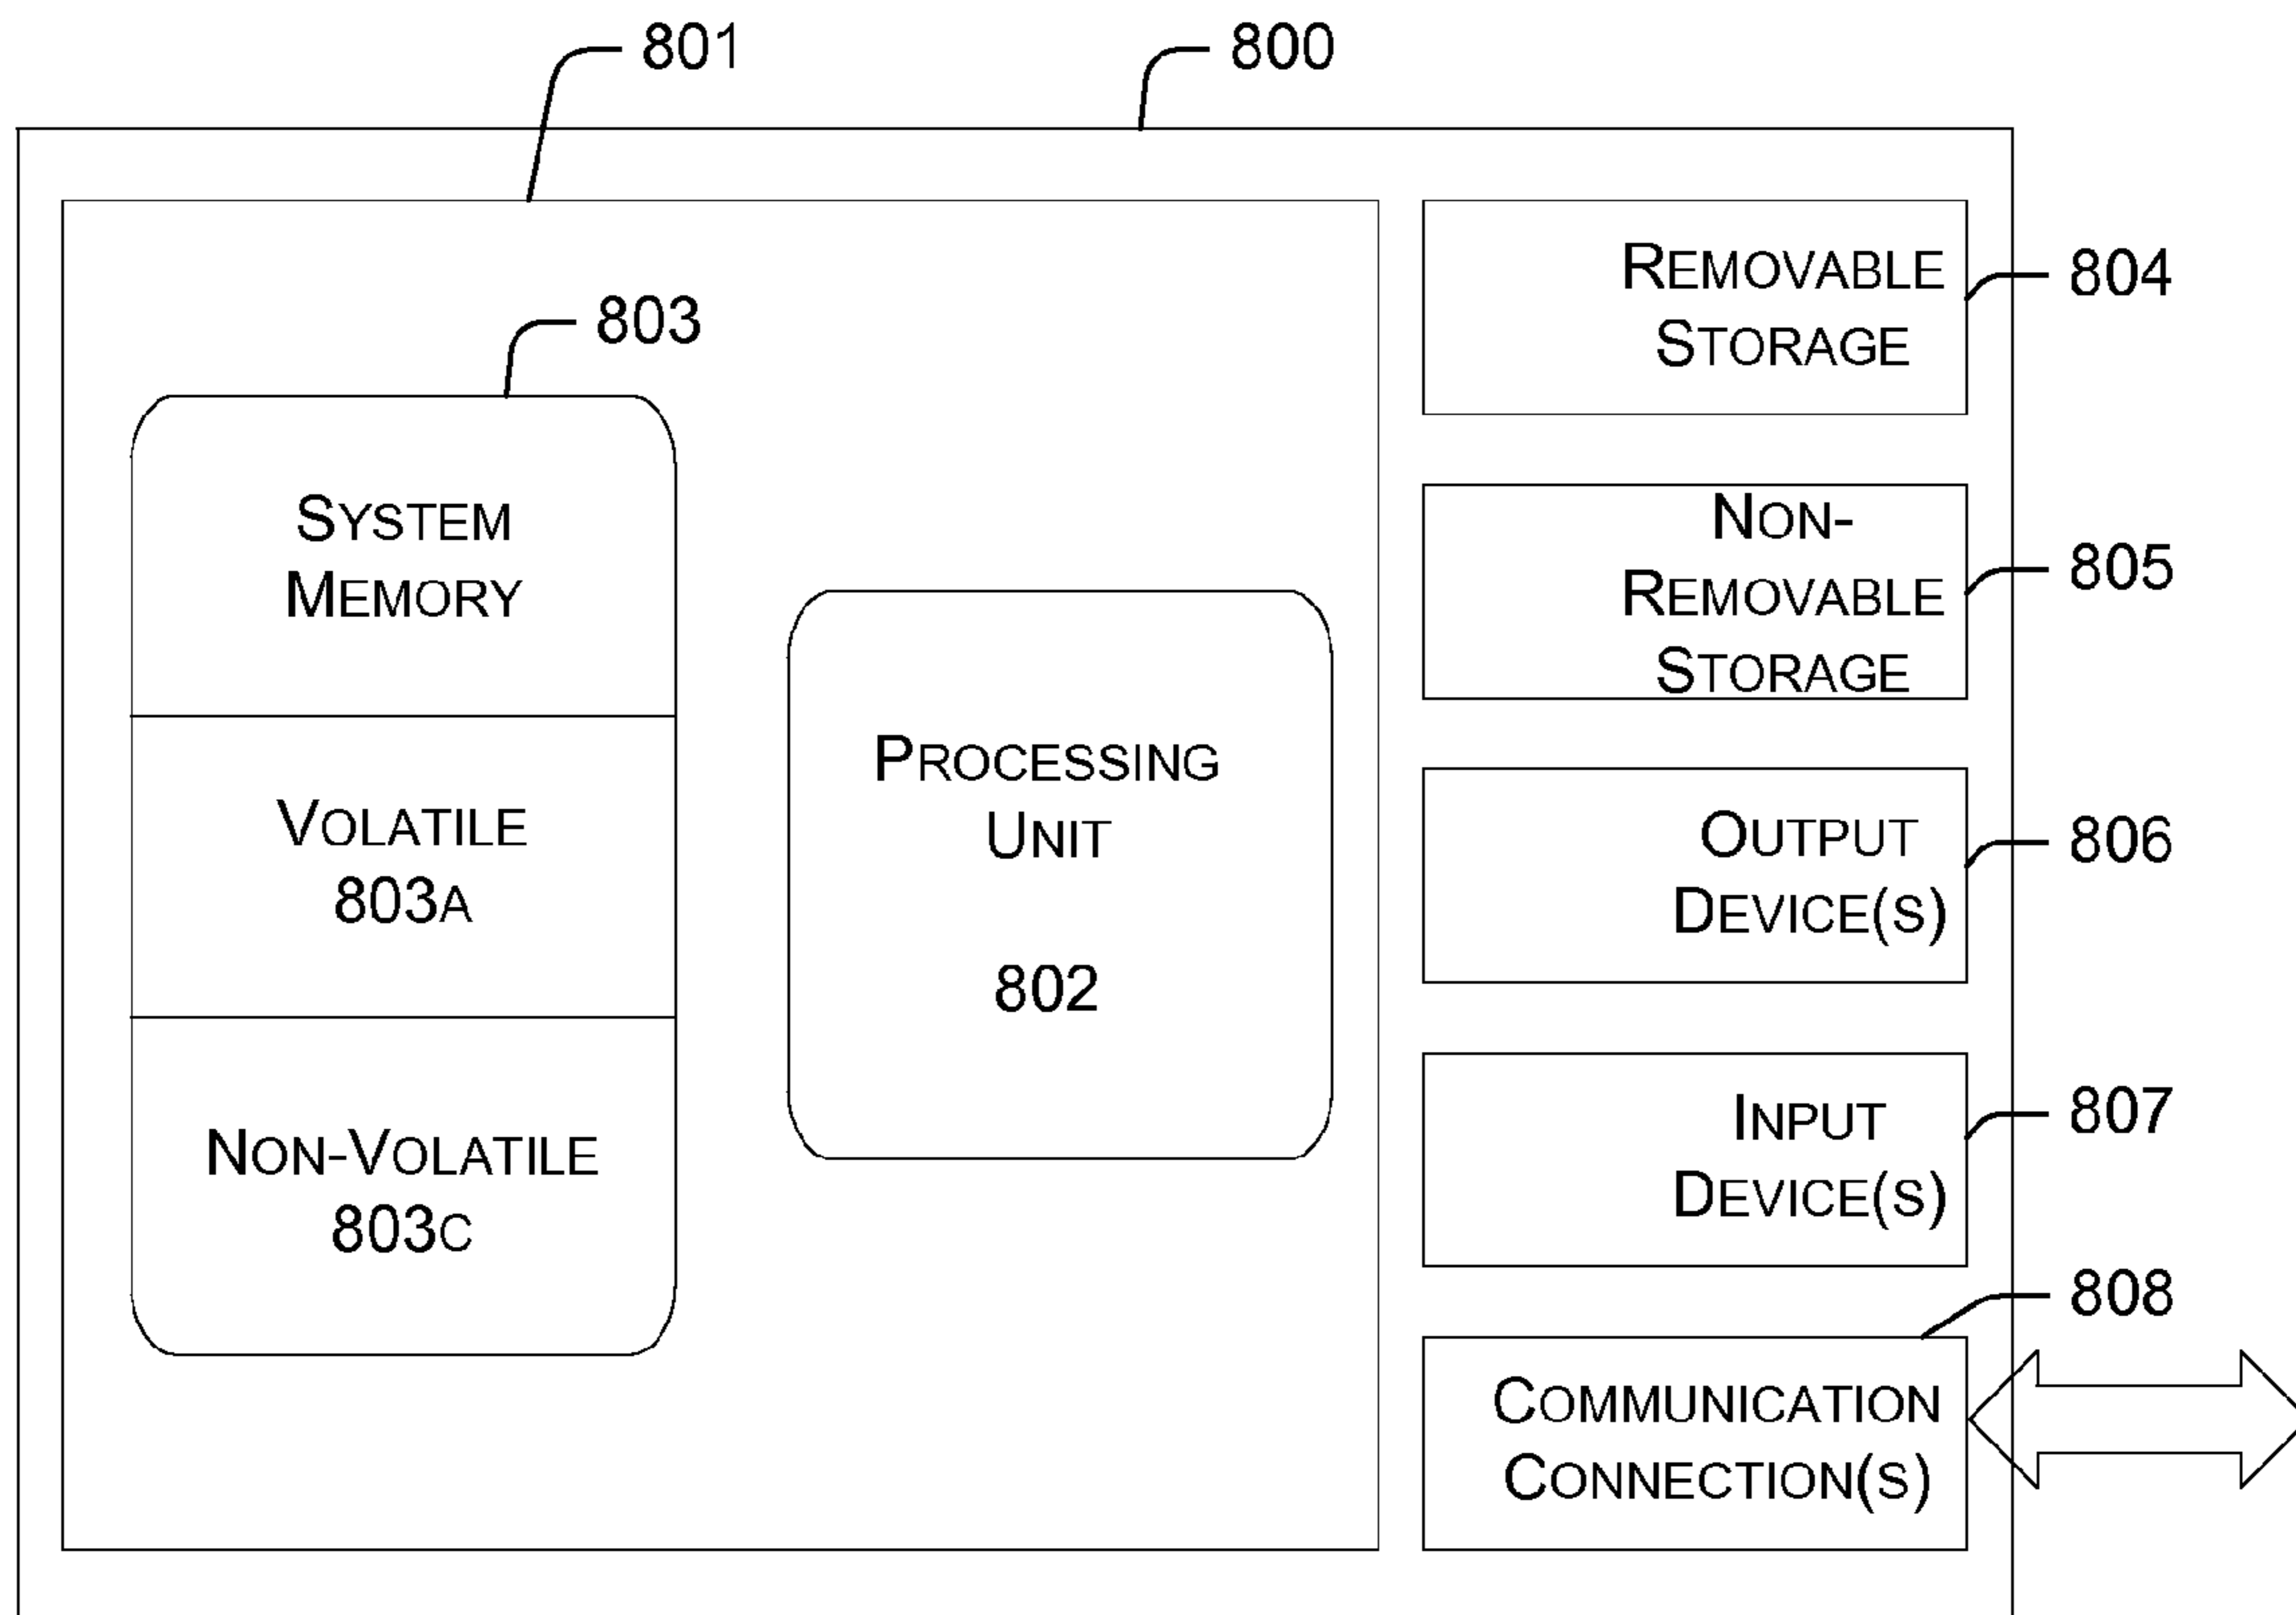 801
800
803
SYSTEM
MEMORY
VOLATILE
803A
NON-VOLATILE
803C
PROCESSING
UNIT
802
REMOVABLE
STORAGE
804
NON-
REMOVABLE
STORAGE
805
OUTPUT
DEVICE(S)
806
INPUT
DEVICE(S)
807
808
COMMUNICATION
CONNECTION(S)